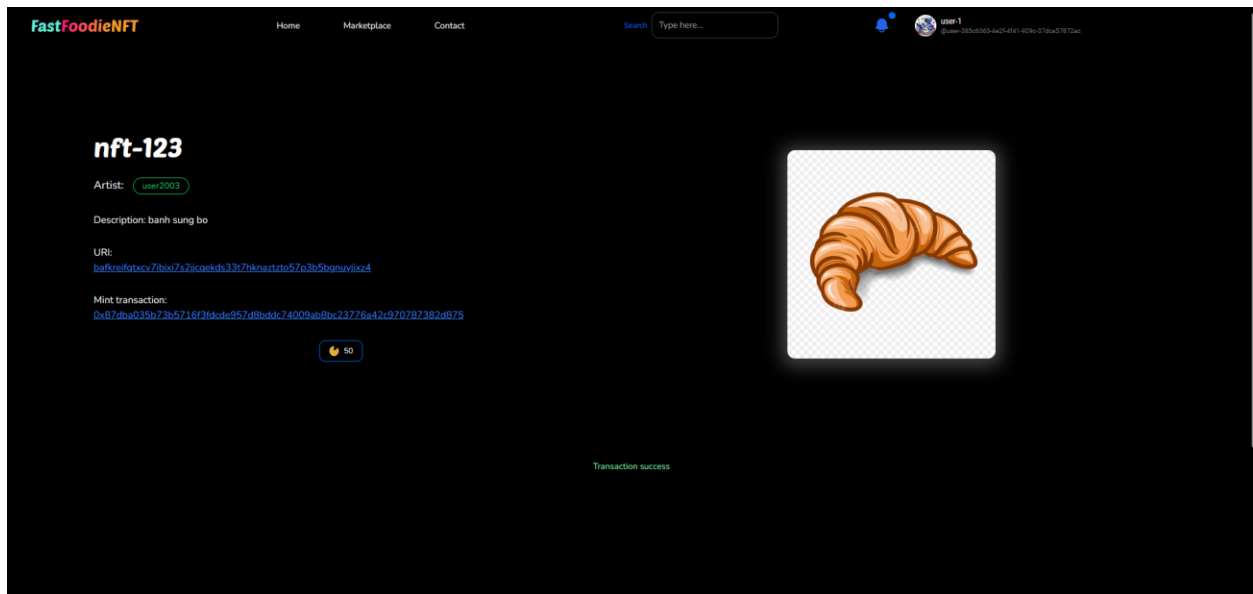 FastFoodieNFT
Home
Marketplace
Contact
Search
Type here...
user-1
nft-123
Artist:
user2003
Description: banh sung bo
URI:
bafkreifqtxcv7ibixi7s2jjcqekds33t7hknaztzto57p3b5bgnuyjjxz4
Mint transaction:
0x87dba035b73b5716f3fdcde957d8bddc74009ab8bc23776a42c970787382d875
50
Transaction success